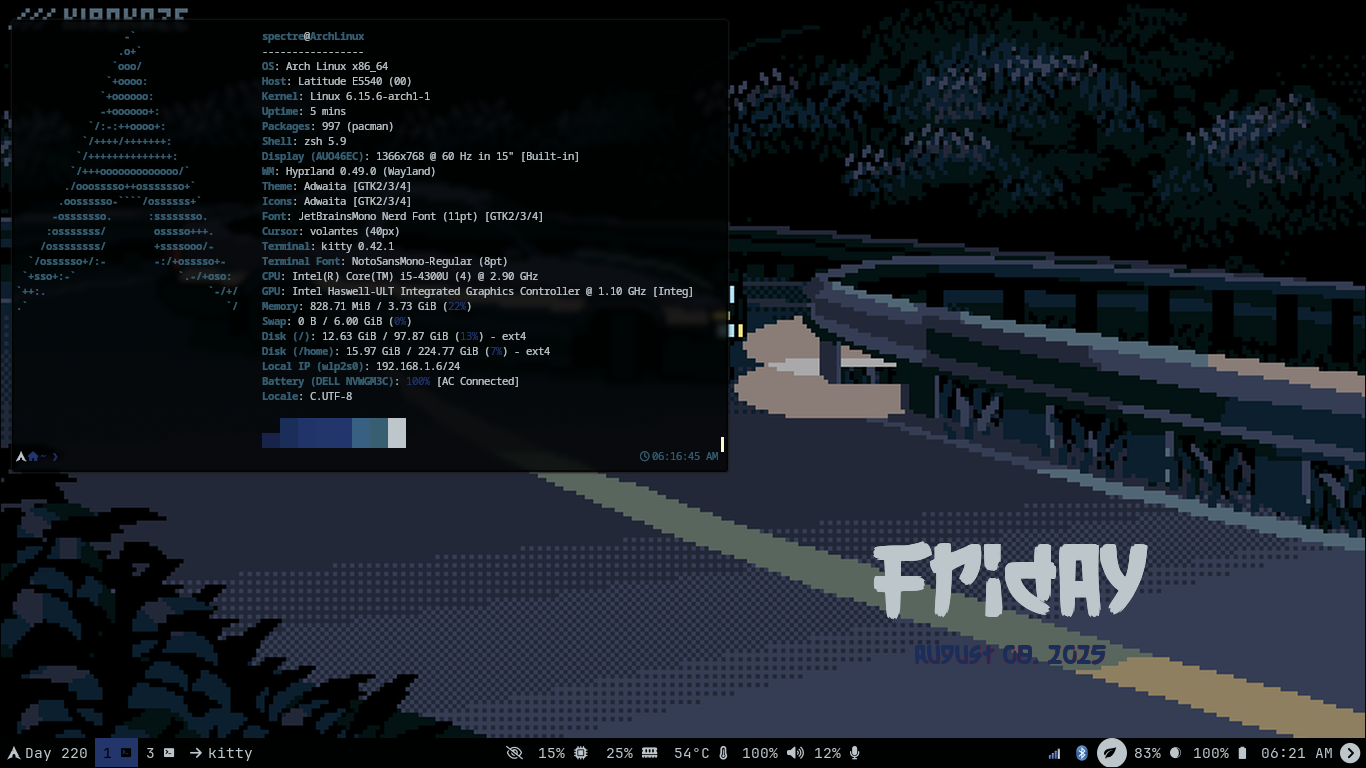 spectre@ArchLinux
-----------------
OS: Arch Linux x86_64
Host: Latitude E5540 (00)
Kernel: Linux 6.15.6-arch1-1
Uptime: 5 mins
Packages: 997 (pacman)
Shell: zsh 5.9
Display (AUO46EC): 1366x768 @ 60 Hz in 15" [Built-in]
WM: Hyprland 0.49.0 (Wayland)
Theme: Adwaita [GTK2/3/4]
Icons: Adwaita [GTK2/3/4]
Font: JetBrainsMono Nerd Font (11pt) [GTK2/3/4]
Cursor: volantes (40px)
Terminal: kitty 0.42.1
Terminal Font: NotoSansMono-Regular (8pt)
CPU: Intel(R) Core(TM) i5-4300U (4) @ 2.90 GHz
GPU: Intel Haswell-ULT Integrated Graphics Controller @ 1.10 GHz [Integ]
Memory: 828.71 MiB / 3.73 GiB (22%)
Swap: 0 B / 6.00 GiB (0%)
Disk (/): 12.63 GiB / 97.87 GiB (13%) - ext4
Disk (/home): 15.97 GiB / 224.77 GiB (7%) - ext4
Local IP (wlp2s0): 192.168.1.6/24
Battery (DELL NVWGM3C): 100% [AC Connected]
Locale: C.UTF-8
~ ❯ 06:16:45 AM
Friday
August 08, 2025
Day 220 1 3 → kitty 15% 25% 54°C 100% 12% 83% 100% 06:21 AM